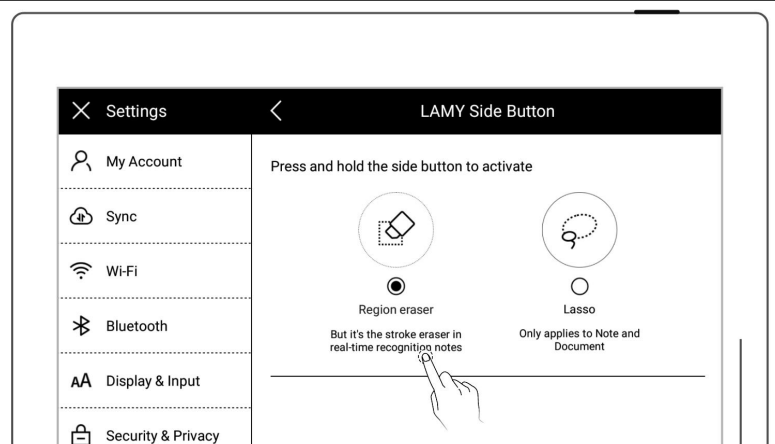 Settings
LAMY Side Button
My Account
Sync
Wi-Fi
Bluetooth
AA Display & Input
Security & Privacy
Press and hold the side button to activate
Region eraser
But it's the stroke eraser in
real-time recognition notes
Lasso
Only applies to Note and
Document